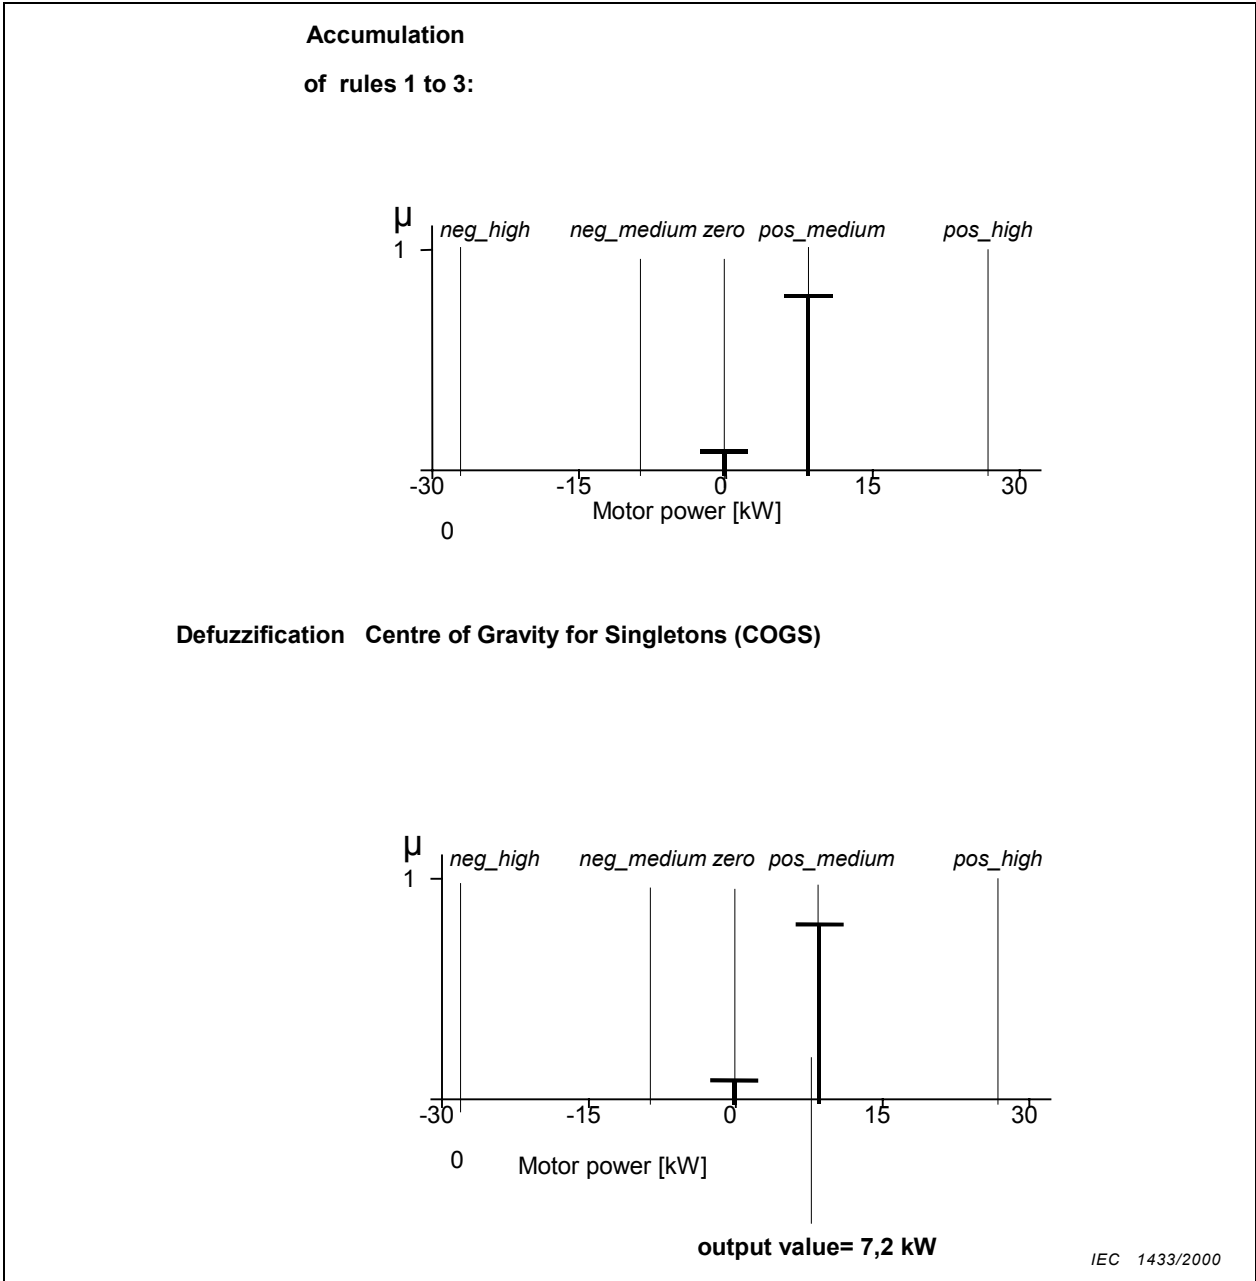 Accumulation
of rules 1 to 3:
µ
neg_high neg_medium zero pos_medium pos_high
1
-30 -15 0 15 30
Motor power [kW]
0
Defuzzification Centre of Gravity for Singletons (COGS)
µ
neg_high neg_medium zero pos_medium pos_high
1
-30 -15 0 15 30
0 Motor power [kW]
output value= 7,2 kW
IEC 1433/2000